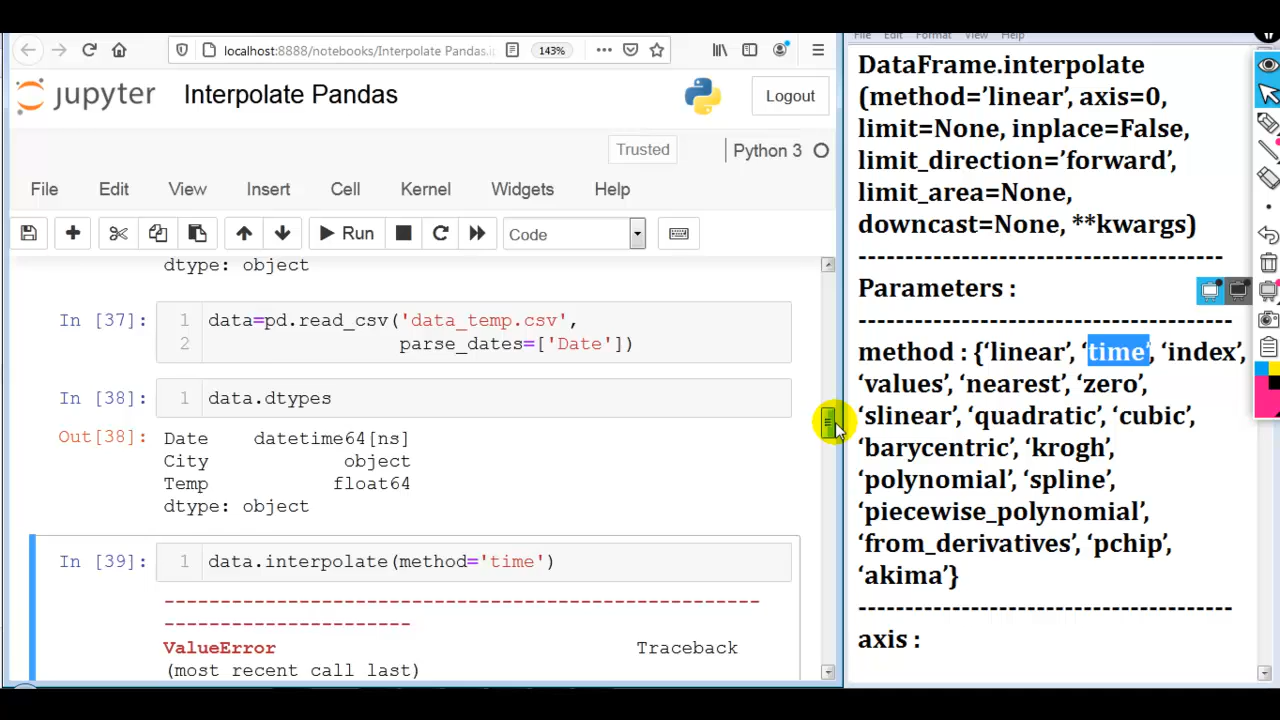 localhost:8888/notebooks/Interpolate Pandas.i
143%
jupyter
Interpolate Pandas
Logout
Trusted
Python 3
File Edit View Insert Cell Kernel Widgets Help
Run
Code
dtype: object
In [37]:
1 data=pd.read_csv('data_temp.csv',
2 parse_dates=['Date'])
In [38]:
1 data.dtypes
Out[38]:
Date datetime64[ns]
City object
Temp float64
dtype: object
In [39]:
1 data.interpolate(method='time')
---------------------------------------------------
---------------------
ValueError Traceback
(most recent call last)
File Edit Format View Help
DataFrame.interpolate
(method=’linear’, axis=0,
limit=None, inplace=False,
limit_direction=’forward’,
limit_area=None,
downcast=None, **kwargs)
--------------------------------------
Parameters :
---------------------------------------
method : {‘linear’, ‘time’, ‘index’,
‘values’, ‘nearest’, ‘zero’,
‘slinear’, ‘quadratic’, ‘cubic’,
‘barycentric’, ‘krogh’,
‘polynomial’, ‘spline’,
‘piecewise_polynomial’,
‘from_derivatives’, ‘pchip’,
‘akima’}
---------------------------------------
axis :